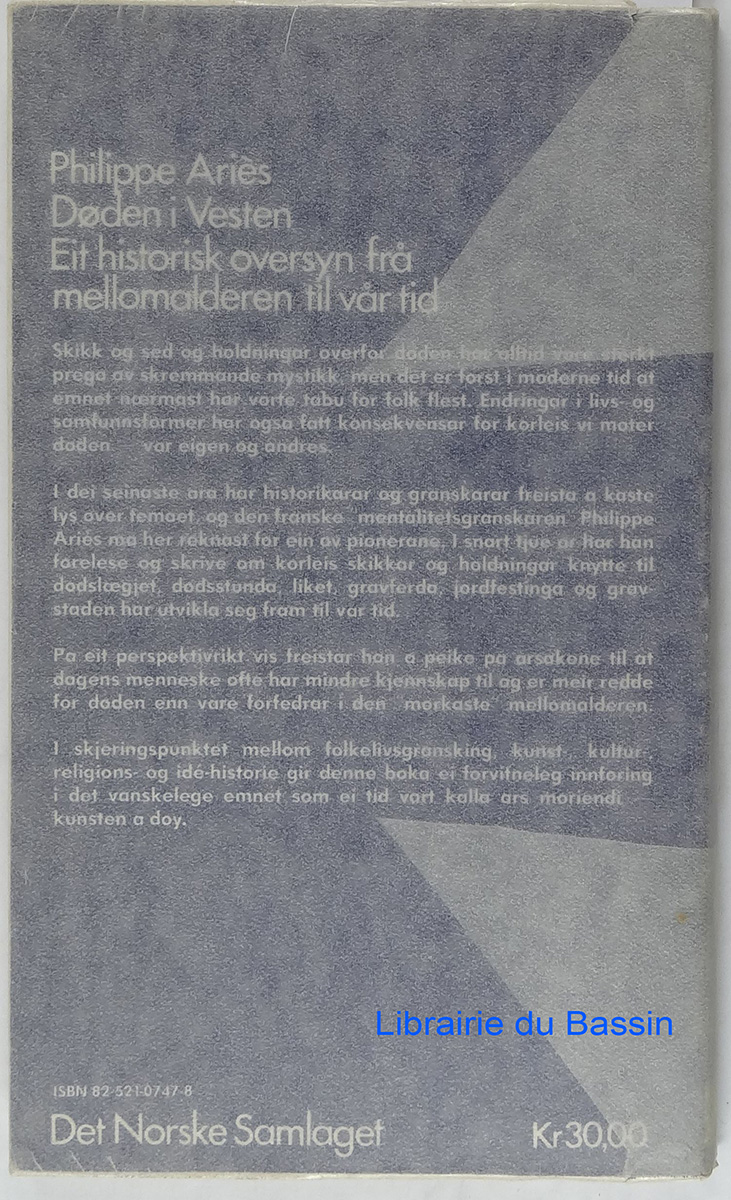 Philippe Ariès
Døden i Vesten
Eit historisk oversyn frå
mellomalderen til vår tid
Skikk og sed og holdningar overfor døden har alltid vore sterkt
prega av skremmande mystikk, men det er først i moderne tid at
emnet nærmast har vorte tabu for folk flest. Endringar i livs- og
samfunnsformer har også fått konsekvensar for korleis vi møter
døden – vår eigen og andres.
I dei seinaste åra har historikarar og granskarar freista å kaste
lys over temaet, og den franske "mentalitetsgranskaren" Philippe
Ariès må her reknast for ein av pionerane. I snart tjue år har han
forelese og skrive om korleis skikkar og holdningar knytte til
dødslægjet, dødsstunda, liket, gravferda, jordfestinga og grav-
staden har utvikla seg fram til vår tid.
På eit perspektivrikt vis freistar han å peike på årsakene til at
dagens menneske ofte har mindre kjennskap til og er meir redde
for døden enn våre forfedrar i den "mørkaste" mellomalderen.
I skjeringspunktet mellom folkelivsgransking, kunst-, kultur-,
religions- og idé-historie gir denne boka ei forvitneleg innføring
i det vanskelege emnet som ei tid vart kalla ars moriendi –
kunsten å døy.
Librairie du Bassin
ISBN 82-521-0747-8
Det Norske Samlaget
Kr 30,00